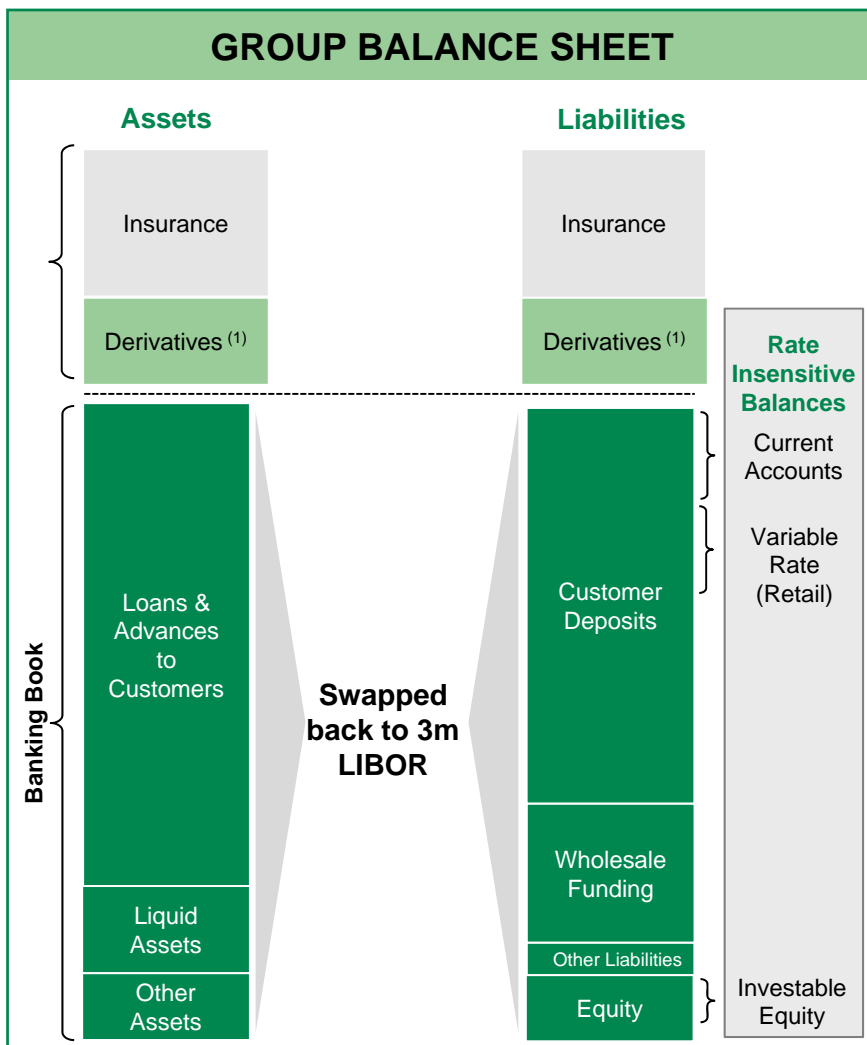 GROUP BALANCE SHEET
Assets
Liabilities
Insurance
Insurance
Derivatives (1)
Derivatives (1)
Rate
Insensitive
Balances
Current
Accounts
Variable
Rate
(Retail)
Banking Book
Loans &
Advances
to
Customers
Customer
Deposits
Swapped
back to 3m
LIBOR
Wholesale
Funding
Liquid
Assets
Other Liabilities
Other
Assets
Equity
Investable
Equity